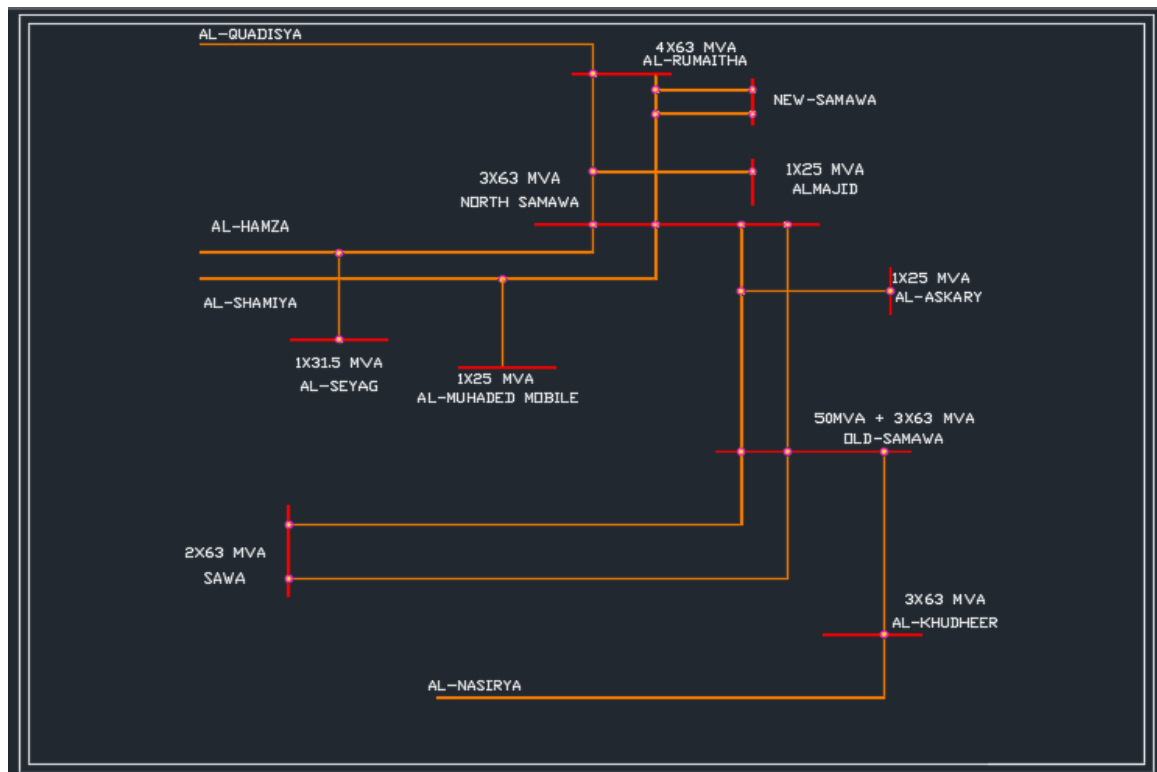 AL-QUADISYA
4X63 MVA
AL-RUMAITHA
NEW-SAMAWA
1X25 MVA
ALMAJID
3X63 MVA
NORTH SAMAWA
AL-HAMZA
AL-SHAMIYA
1X25 MVA
AL-ASKARY
1X31.5 MVA
AL-SEYAG
1X25 MVA
AL-MUHADED MOBILE
50MVA + 3X63 MVA
OLD-SAMAWA
2X63 MVA
SAWA
3X63 MVA
AL-KHUDHEER
AL-NASIRYA